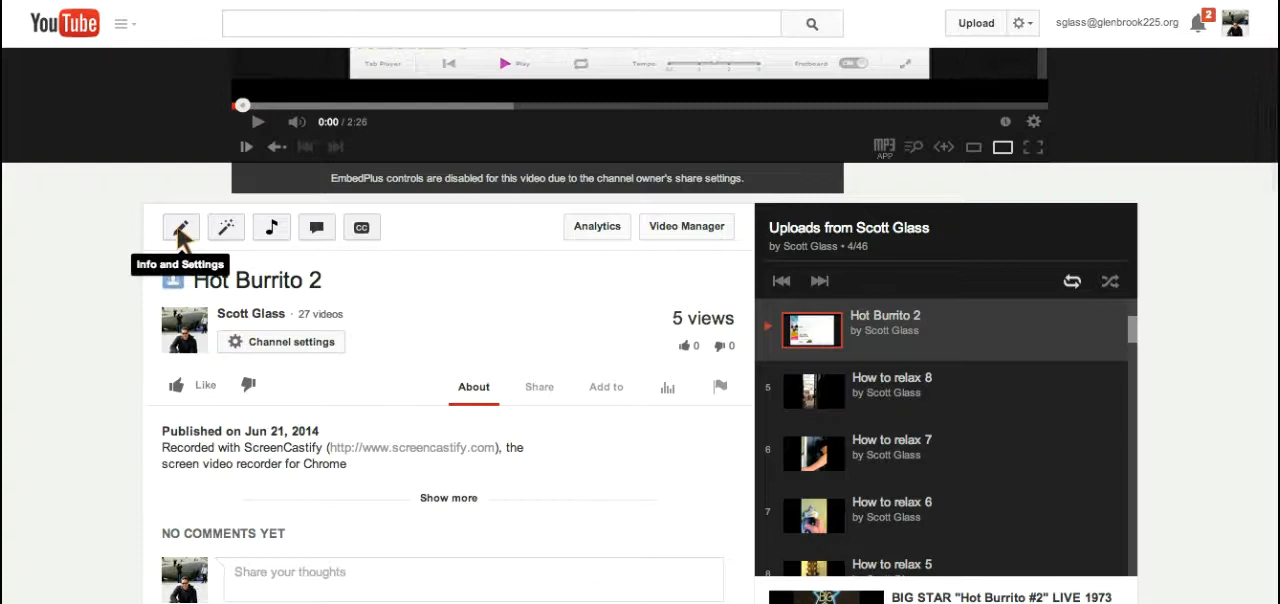 YouTube
Upload
sglass@glenbrook225.org
2
Tab Player
Play
Tempo
Fretboard
0:00 / 2:26
MP3
APP
EmbedPlus controls are disabled for this video due to the channel owner's share settings.
CC
Analytics
Video Manager
Info and Settings
Hot Burrito 2
Scott Glass · 27 videos
Channel settings
5 views
0
0
Like
About
Share
Add to
Published on Jun 21, 2014
Recorded with ScreenCastify (http://www.screencastify.com), the
screen video recorder for Chrome
Show more
NO COMMENTS YET
Share your thoughts
Uploads from Scott Glass
by Scott Glass • 4/46
Hot Burrito 2
by Scott Glass
5
How to relax 8
by Scott Glass
6
How to relax 7
by Scott Glass
7
How to relax 6
by Scott Glass
8
How to relax 5
by Scott Glass
BIG STAR "Hot Burrito #2" LIVE 1973